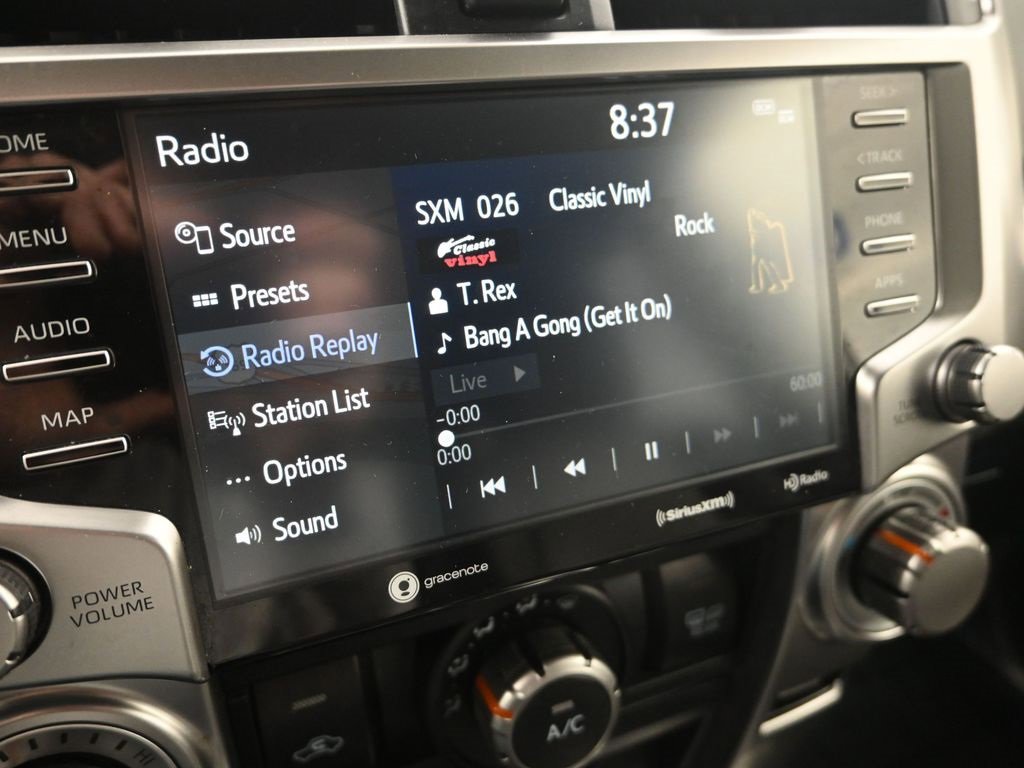 OME
MENU
AUDIO
MAP
POWER
VOLUME
Radio
8:37
Source
Presets
Radio Replay
Station List
... Options
Sound
SXM 026
Classic Vinyl
Rock
Classic
vinyl
T. Rex
Bang A Gong (Get It On)
Live
-0:00
60:00
0:00
gracenote
((SiriusXM))
HD Radio
SEEK >
< TRACK
PHONE
APPS
A/C